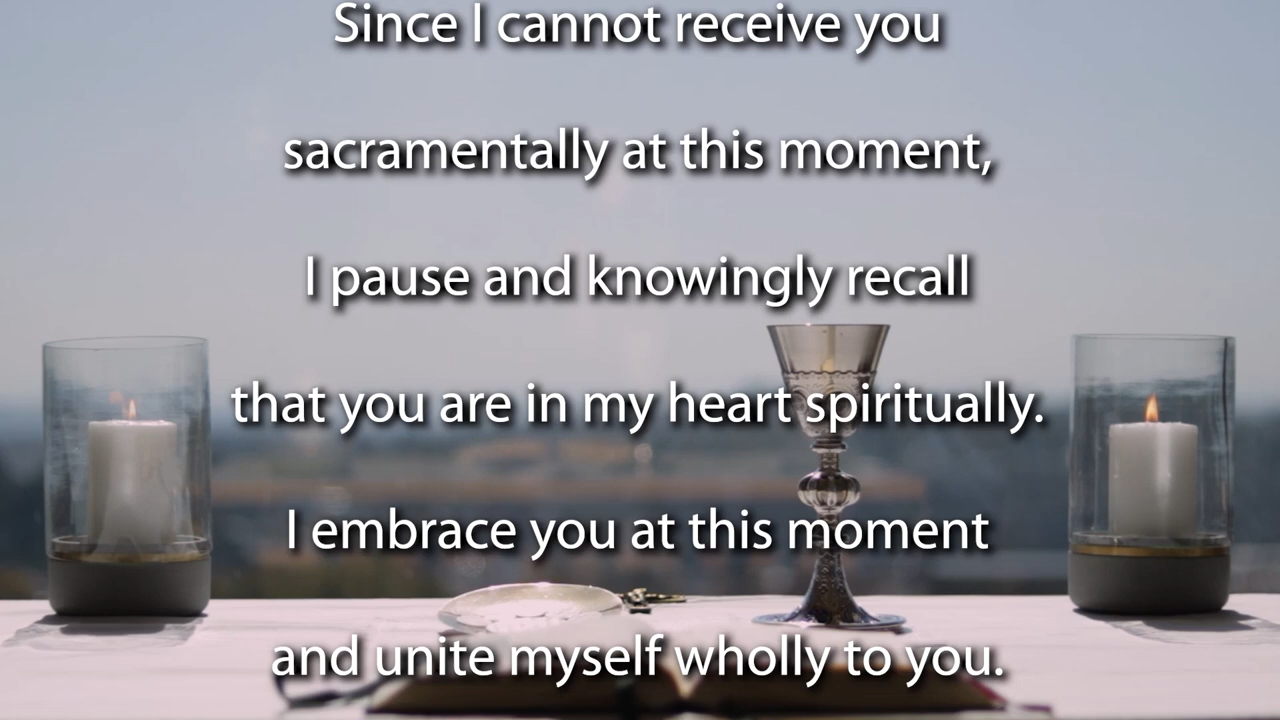 Since I cannot receive you
sacramentally at this moment,
I pause and knowingly recall
that you are in my heart spiritually.
I embrace you at this moment
and unite myself wholly to you.